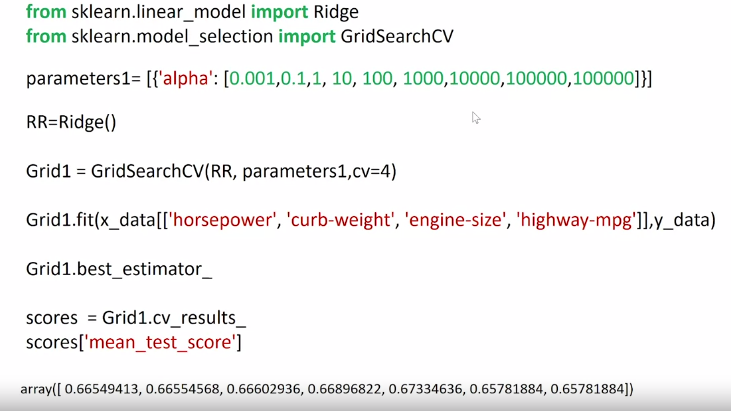 from sklearn.linear_model import Ridge
from sklearn.model_selection import GridSearchCV
parameters1= [{'alpha': [0.001,0.1,1, 10, 100, 1000,10000,100000,100000]}]
RR=Ridge()
Grid1 = GridSearchCV(RR, parameters1,cv=4)
Grid1.fit(x_data[['horsepower', 'curb-weight', 'engine-size', 'highway-mpg']],y_data)
Grid1.best_estimator_
scores = Grid1.cv_results_
scores['mean_test_score']
array([ 0.66549413, 0.66554568, 0.66602936, 0.66896822, 0.67334636, 0.65781884, 0.65781884])